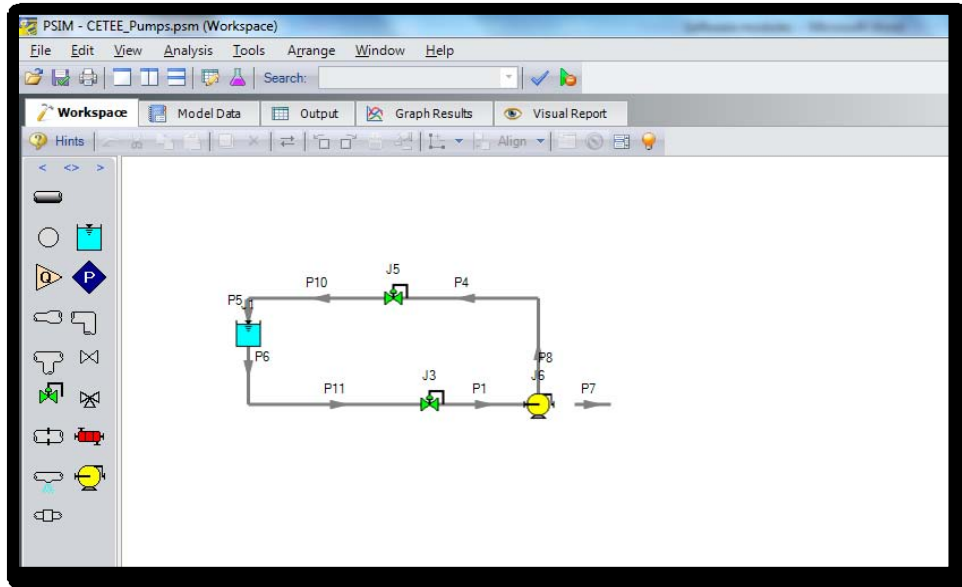 PSIM - CETEE_Pumps.psm (Workspace)
File Edit View Analysis Tools Arrange Window Help
Search:
Workspace Model Data Output Graph Results Visual Report
Hints Align
< <> >
Q P
J5
P10 P4
P5 J1
P6 P8
J3 J6
P11 P1 P7